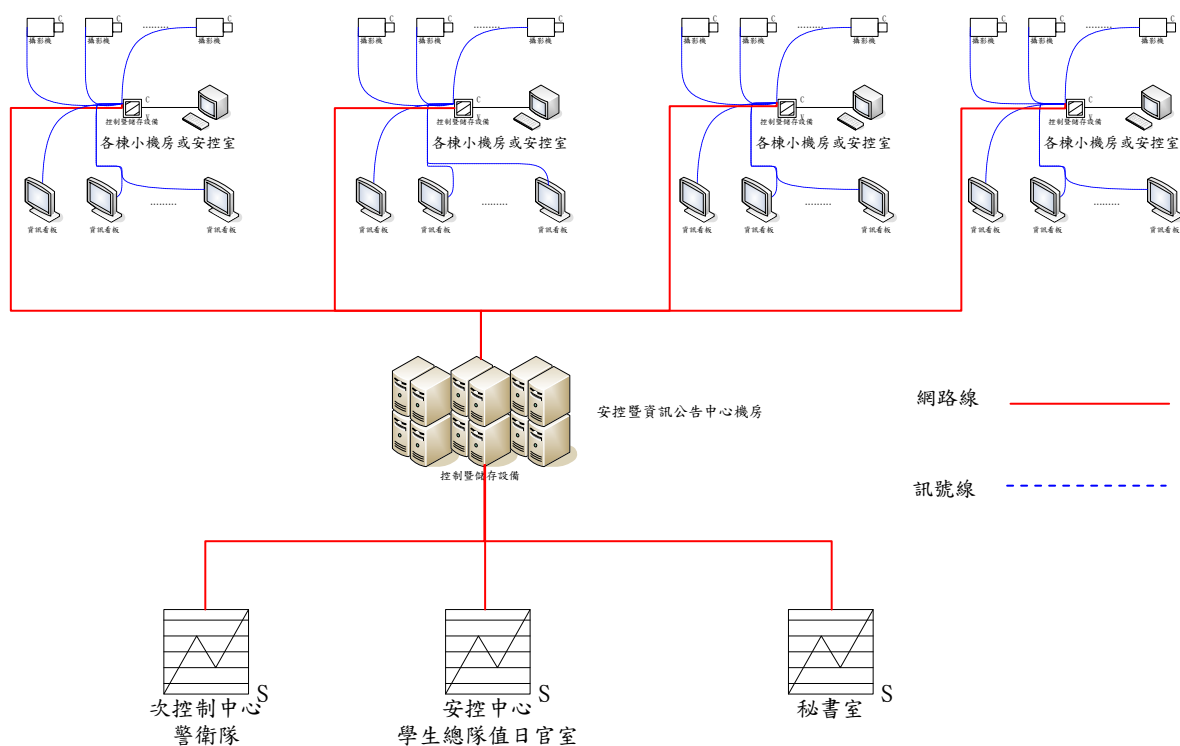 C C C C C C C C C C C C
攝影機 攝影機 ......... 攝影機 攝影機 攝影機 ......... 攝影機 攝影機 攝影機 ......... 攝影機 攝影機 攝影機 ......... 攝影機
C C C C
V V V V
控制暨儲存設備 控制暨儲存設備 控制暨儲存設備 控制暨儲存設備
各棟小機房或安控室 各棟小機房或安控室 各棟小機房或安控室 各棟小機房或安控室
......... ......... ......... .........
資訊看板 資訊看板 資訊看板 資訊看板 資訊看板 資訊看板 資訊看板 資訊看板 資訊看板 資訊看板 資訊看板 資訊看板
安控暨資訊公告中心機房
網路線
控制暨儲存設備
訊號線
S S S
次控制中心 安控中心 秘書室
警衛隊 學生總隊值日官室